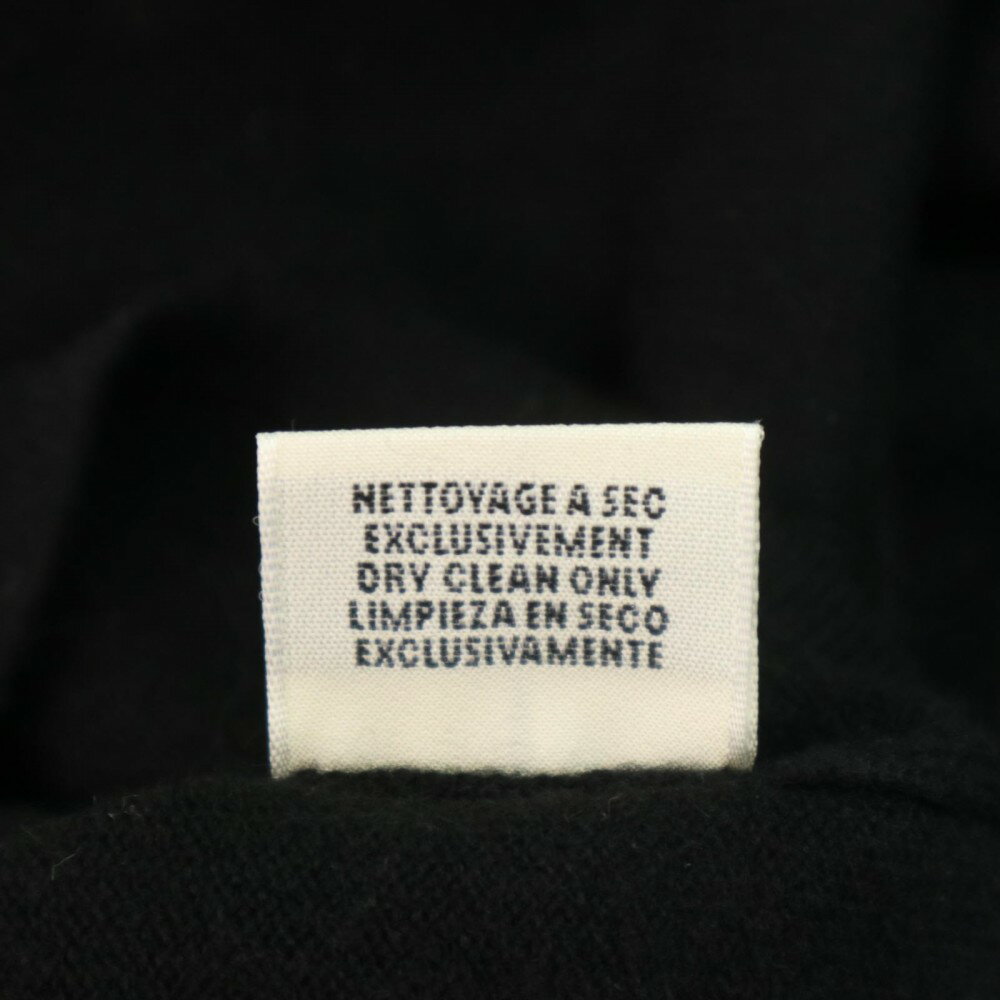 NETTOYAGE A SEC
EXCLUSIVEMENT
DRY CLEAN ONLY
LIMPIEZA EN SECO
EXCLUSIVAMENTE